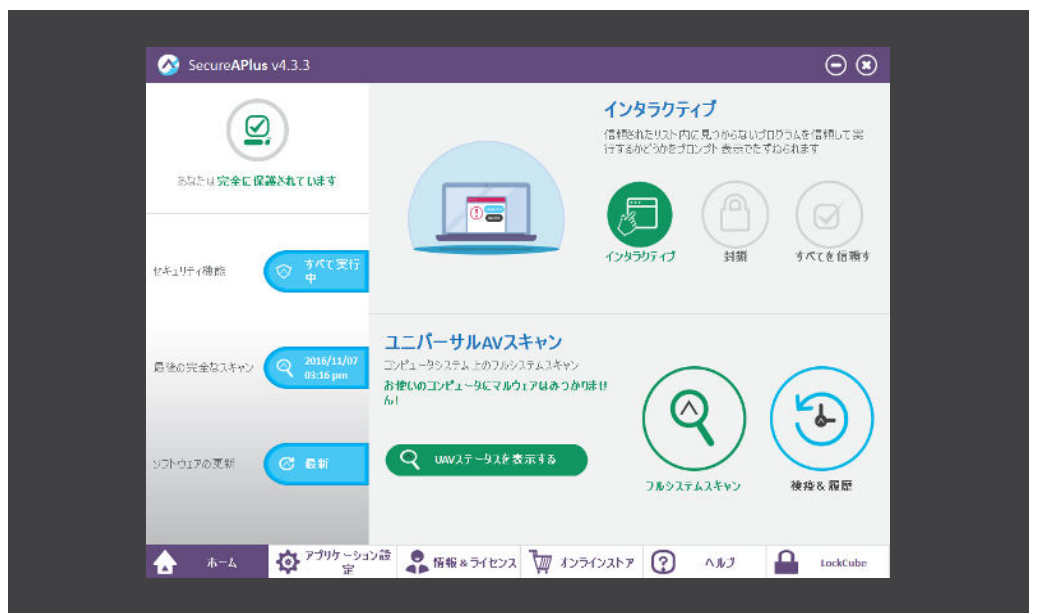 SecureAPlus v4.3.3
あなたは完全に保護されています
セキュリティ機能
すべて実行
中
最後の完全なスキャン
2016/11/07
03:16 pm
ソフトウェアの更新
最新
インタラクティブ
信頼されたリスト内に見つからないプログラムを信頼して実
行するかどうかをプロンプト表示でたずねられます
インタラクティブ
封鎖
すべてを信頼す
ユニバーサルAVスキャン
コンピュータシステム上のフルシステムスキャン
お使いのコンピュータにマルウェアはみつかりませ
ん!
UAVステータスを表示する
フルシステムスキャン
検疫&履歴
ホーム
アプリケーション設
定
情報&ライセンス
オンラインストア
ヘルプ
LockCube